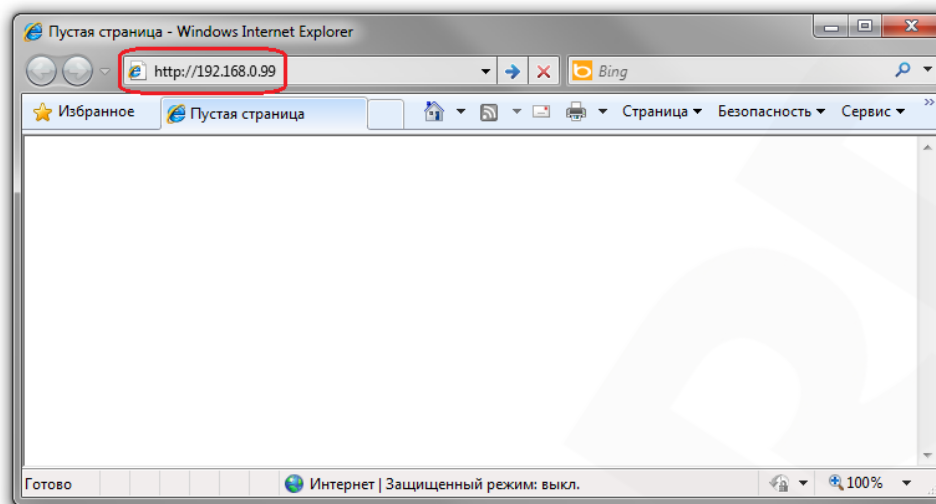 Пустая страница - Windows Internet Explorer
http://192.168.0.99
Bing
Избранное
Пустая страница
Страница
Безопасность
Сервис
Готово
Интернет | Защищенный режим: выкл.
100%